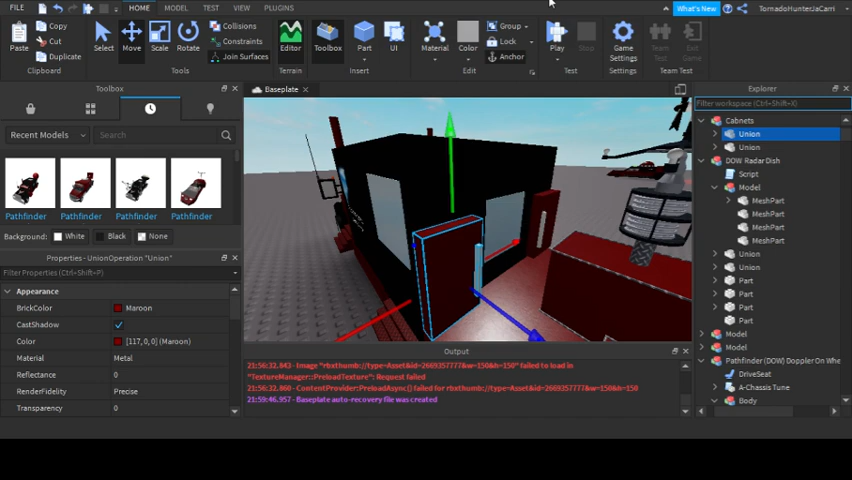 FILE
HOME
MODEL
TEST
VIEW
PLUGINS
What's New
TornadoHunterJaCarri
Paste
Cut
Copy
Duplicate
Clipboard
Select
Move
Scale
Rotate
Collisions
Constraints
Join Surfaces
Tools
Editor
Terrain
Toolbox
Part
UI
Insert
Material
Color
Group
Lock
Anchor
Edit
Play
Stop
Test
Game Settings
Settings
Team Test
Exit Game
Team Test
Toolbox
Recent Models
Search
Pathfinder
Pathfinder
Pathfinder
Pathfinder
Background:
White
Black
None
Properties - UnionOperation "Union"
Filter Properties (Ctrl+Shift+P)
Appearance
BrickColor
Maroon
CastShadow
Color
[117, 0, 0] (Maroon)
Material
Metal
Reflectance
0
RenderFidelity
Precise
Transparency
0
Baseplate
Output
21:56:32.843 - Image "rbxthumb://type=Asset&id=2669357777&w=150&h=150" failed to load in
"TextureManager::PreloadTexture": Request failed
21:56:32.860 - ContentProvider:PreloadAsync() failed for rbxthumb://type=Asset&id=2669357777&w=150&h=150
21:59:46.957 - Baseplate auto-recovery file was created
Explorer
Filter workspace (Ctrl+Shift+X)
Cabnets
Union
Union
DOW Radar Dish
Script
Model
MeshPart
MeshPart
MeshPart
MeshPart
Union
Union
Part
Part
Part
Part
Model
Model
Pathfinder (DOW) Doppler On Whe
DriveSeat
A-Chassis Tune
Body